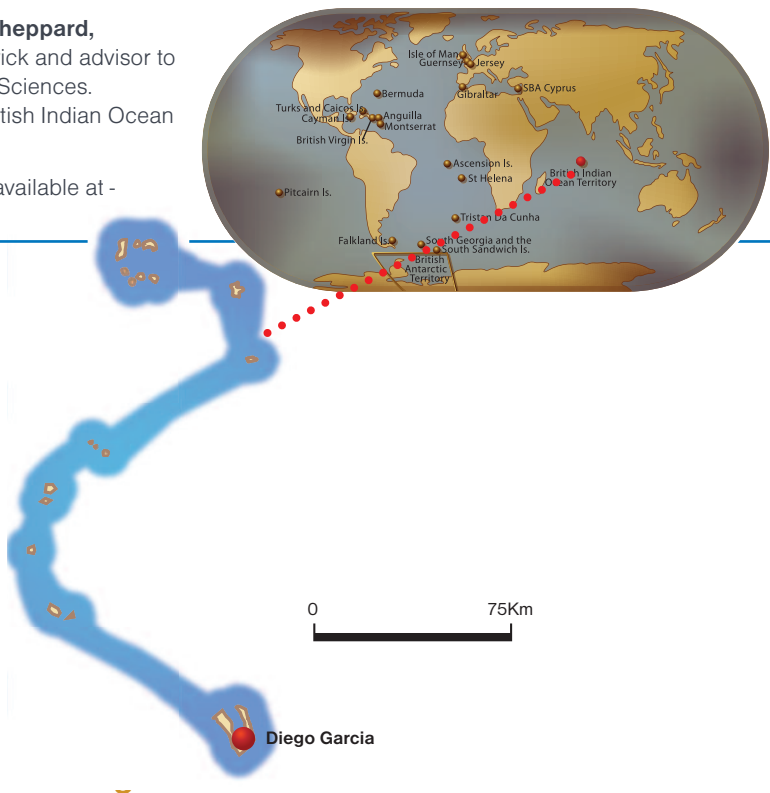 heppard,
ick and advisor to
Sciences.
tish Indian Ocean
available at -
Isle of Man
Guernsey Jersey
Gibraltar
SBA Cyprus
Bermuda
Turks and Caicos Is.
Cayman Is.
Anguilla
Montserrat
British Virgin Is.
Ascension Is.
St Helena
British Indian
Ocean Territory
Pitcairn Is.
Tristan Da Cunha
Falkland Is.
South Georgia and the
South Sandwich Is.
British
Antarctic
Territory
0 75Km
Diego Garcia